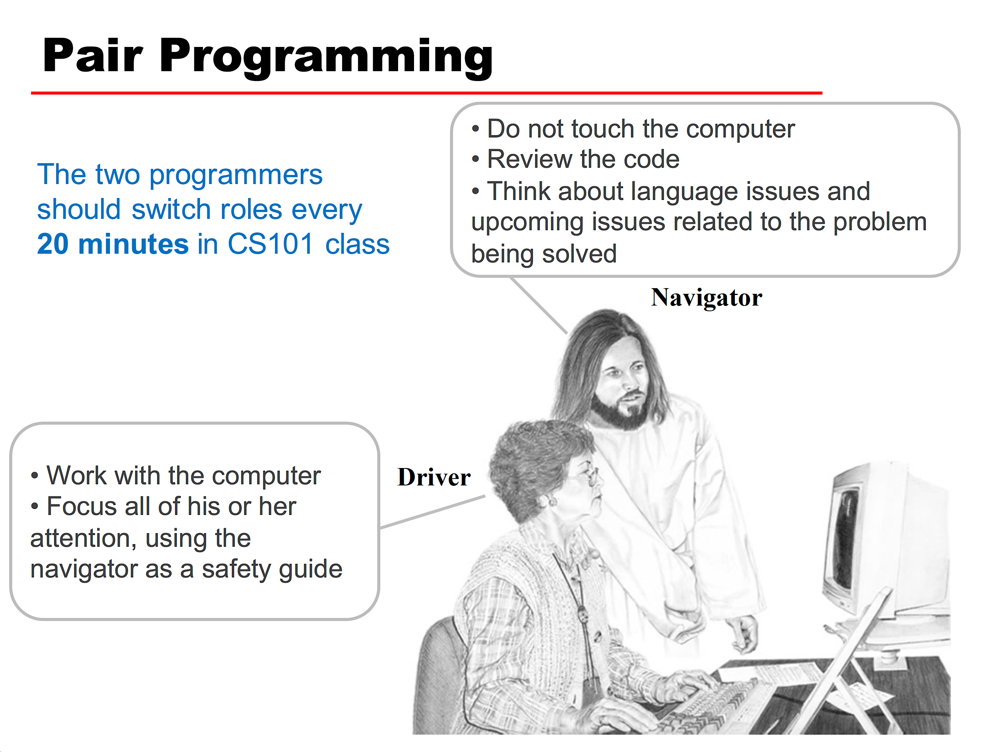 Pair Programming
The two programmers
should switch roles every
20 minutes in CS101 class
• Do not touch the computer
• Review the code
• Think about language issues and
upcoming issues related to the problem
being solved
Navigator
Driver
• Work with the computer
• Focus all of his or her
attention, using the
navigator as a safety guide